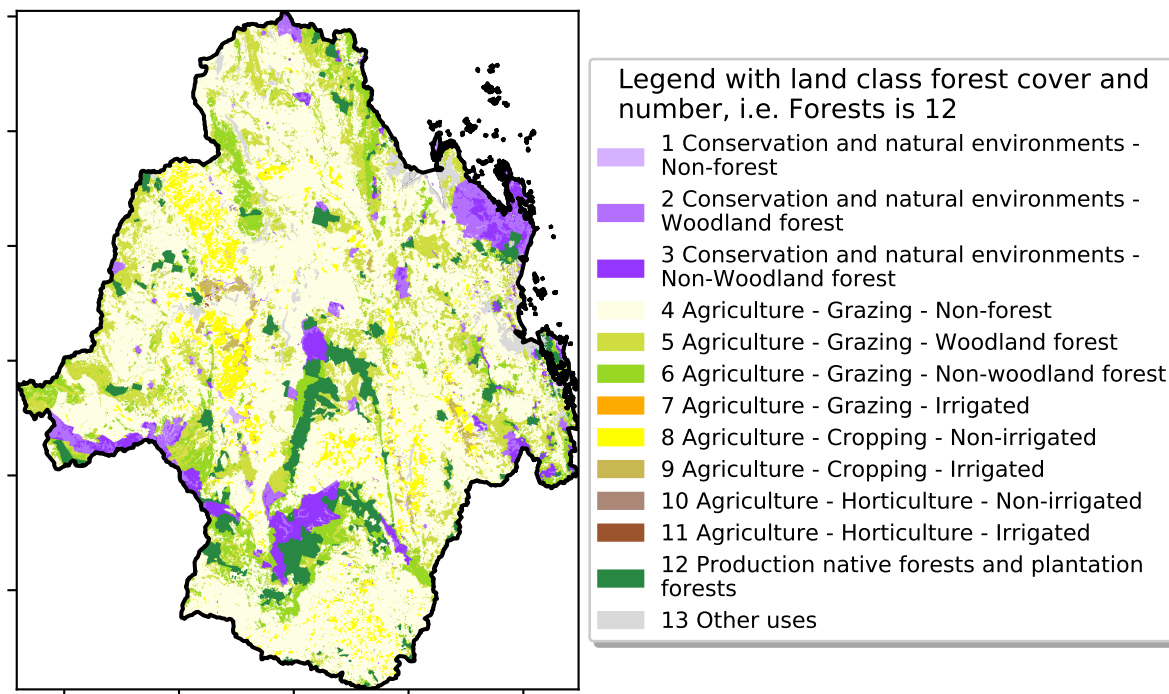 Legend with land class forest cover and
number, i.e. Forests is 12
1 Conservation and natural environments -
Non-forest
2 Conservation and natural environments -
Woodland forest
3 Conservation and natural environments -
Non-Woodland forest
4 Agriculture - Grazing - Non-forest
5 Agriculture - Grazing - Woodland forest
6 Agriculture - Grazing - Non-woodland forest
7 Agriculture - Grazing - Irrigated
8 Agriculture - Cropping - Non-irrigated
9 Agriculture - Cropping - Irrigated
10 Agriculture - Horticulture - Non-irrigated
11 Agriculture - Horticulture - Irrigated
12 Production native forests and plantation
forests
13 Other uses